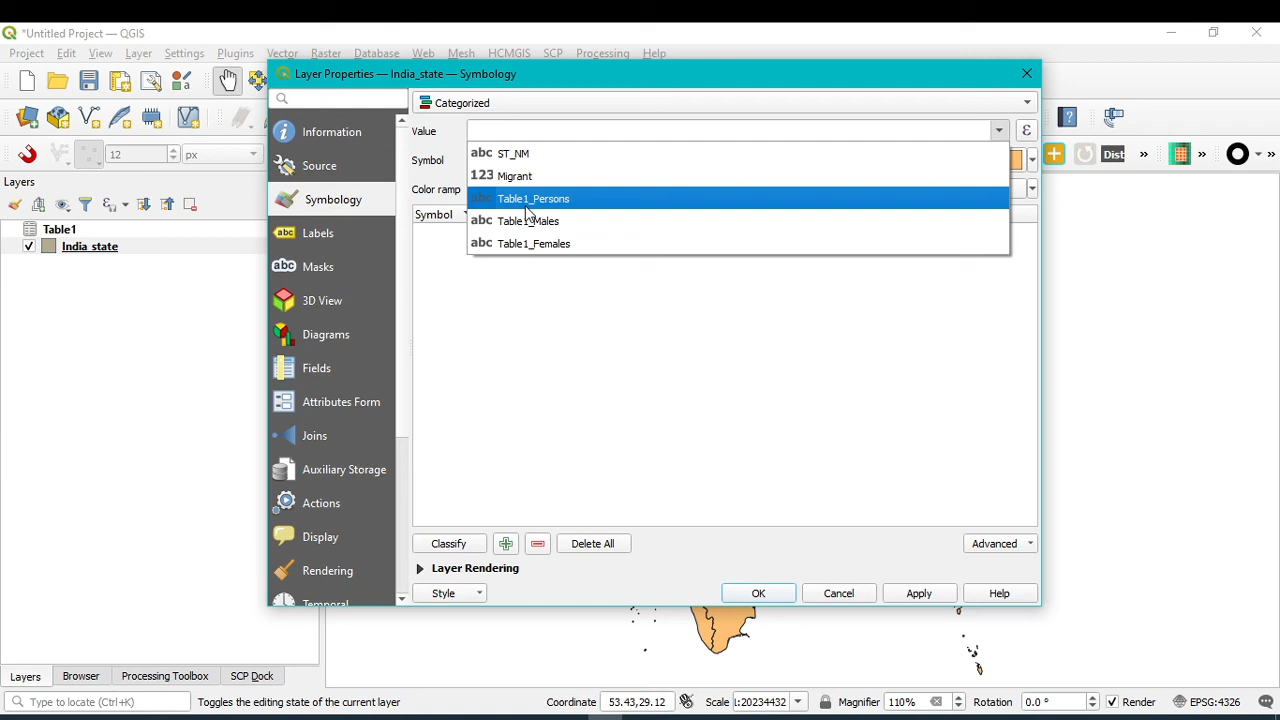 *Untitled Project — QGIS
Project Edit View Layer Settings Plugins Vector Raster Database Web Mesh HCMGIS SCP Processing Help
Layer Properties — India_state — Symbology
Categorized
Information
Value
ε
abc ST_NM
Symbol
12 px
Dist » »
Source
123 Migrant
Layers
Color ramp
abc Table1_Persons
Symbology
Symbol
abc Table1_Males
Table1
abc Labels
abc Table1_Females
India_state
abc Masks
3D View
Diagrams
Fields
Attributes Form
Joins
Auxiliary Storage
Actions
Display
Classify Delete All Advanced
Rendering
Layer Rendering
Style OK Cancel Apply Help
Temporal
Layers Browser Processing Toolbox SCP Dock
Type to locate (Ctrl+K) Toggles the editing state of the current layer Coordinate 53.43,29.12 Scale 1:20234432 Magnifier 110% Rotation 0.0 ° Render EPSG:4326